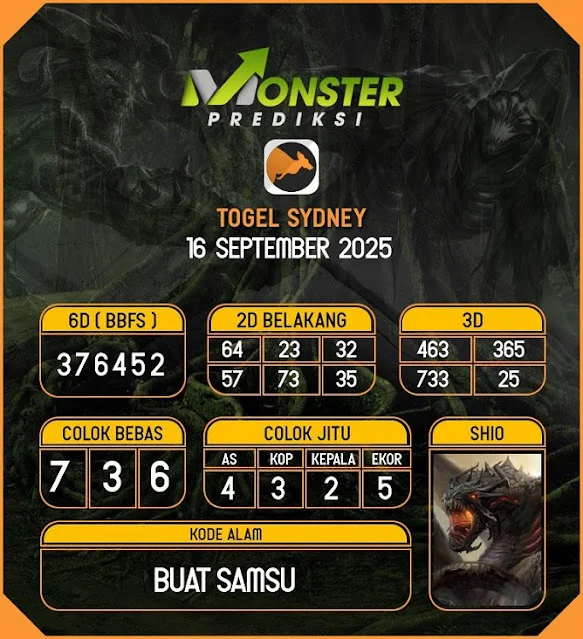 MONSTER
PREDIKSI
TOGEL SYDNEY
16 SEPTEMBER 2025
6D ( BBFS )
376452
2D BELAKANG
64 23 32
57 73 35
3D
463 365
733 25
COLOK BEBAS
7 3 6
COLOK JITU
AS KOP KEPALA EKOR
4 3 2 5
SHIO
KODE ALAM
BUAT SAMSU